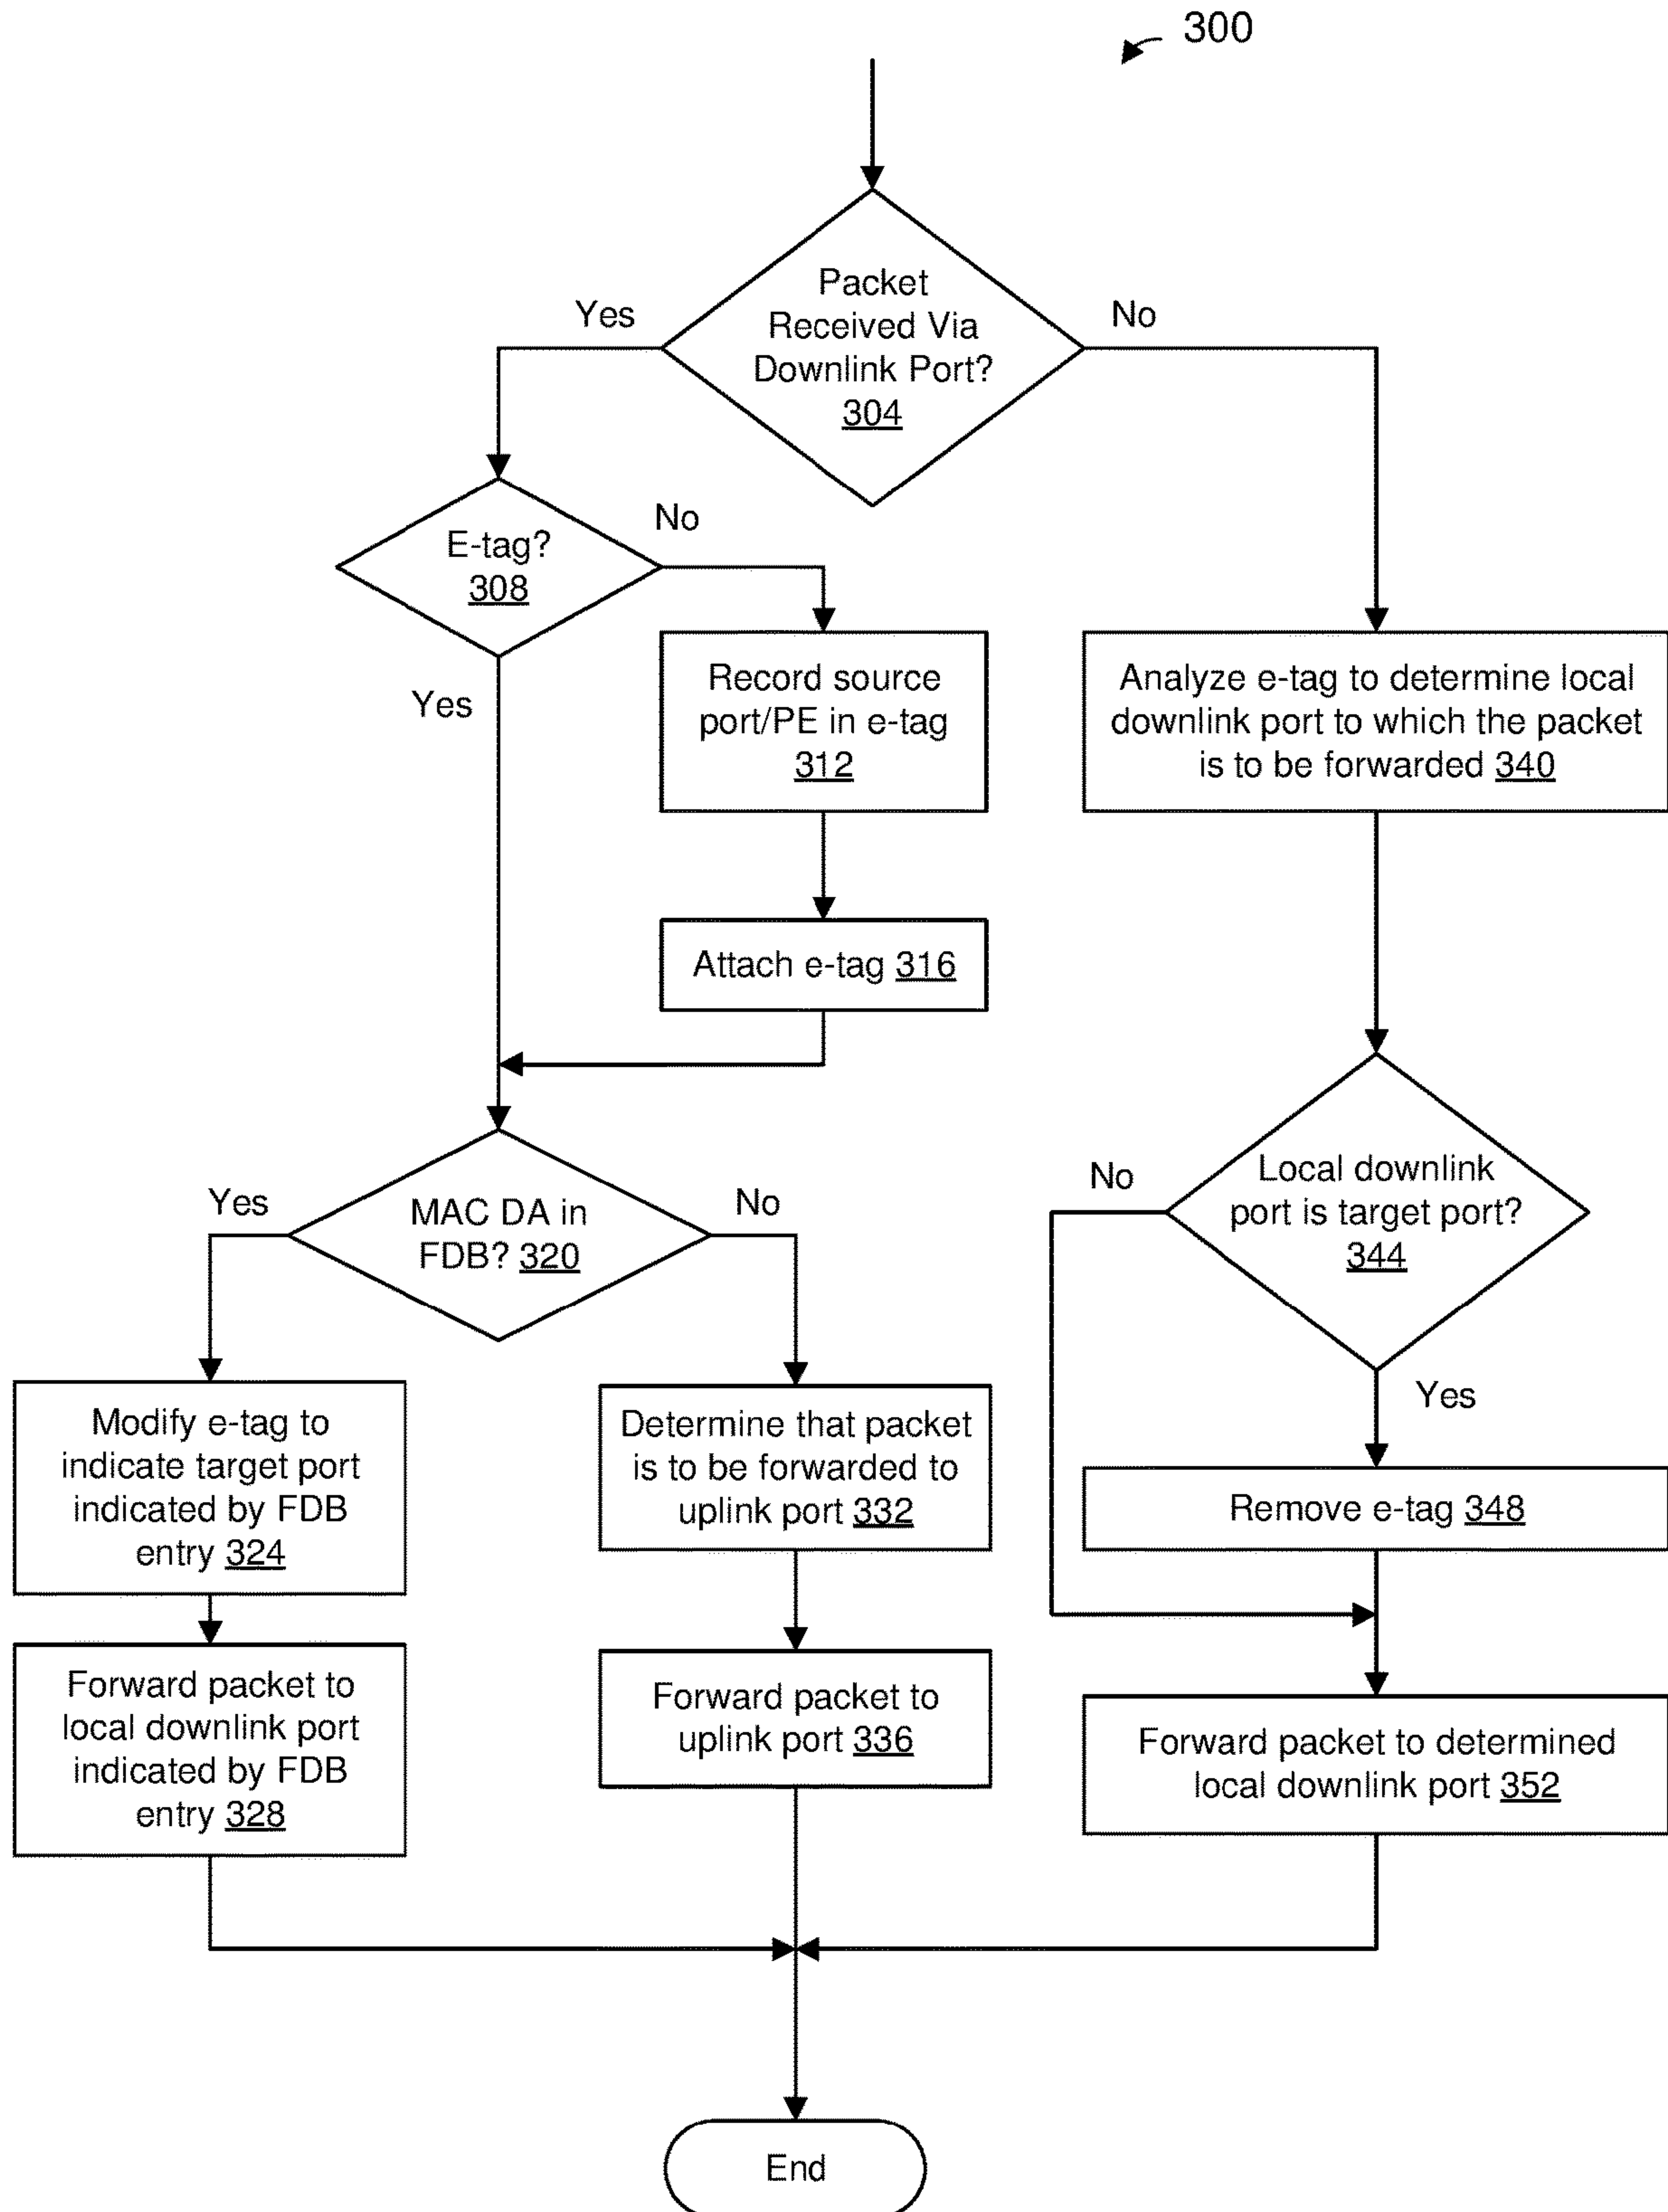 300
Packet
Received Via
Downlink Port?
304
Yes
No
E-tag?
308
No
Yes
Record source
port/PE in e-tag
312
Analyze e-tag to determine local
downlink port to which the packet
is to be forwarded 340
Attach e-tag 316
MAC DA in
FDB? 320
Yes
No
Local downlink
port is target port?
344
No
Yes
Modify e-tag to
indicate target port
indicated by FDB
entry 324
Determine that packet
is to be forwarded to
uplink port 332
Remove e-tag 348
Forward packet to
local downlink port
indicated by FDB
entry 328
Forward packet to
uplink port 336
Forward packet to determined
local downlink port 352
End